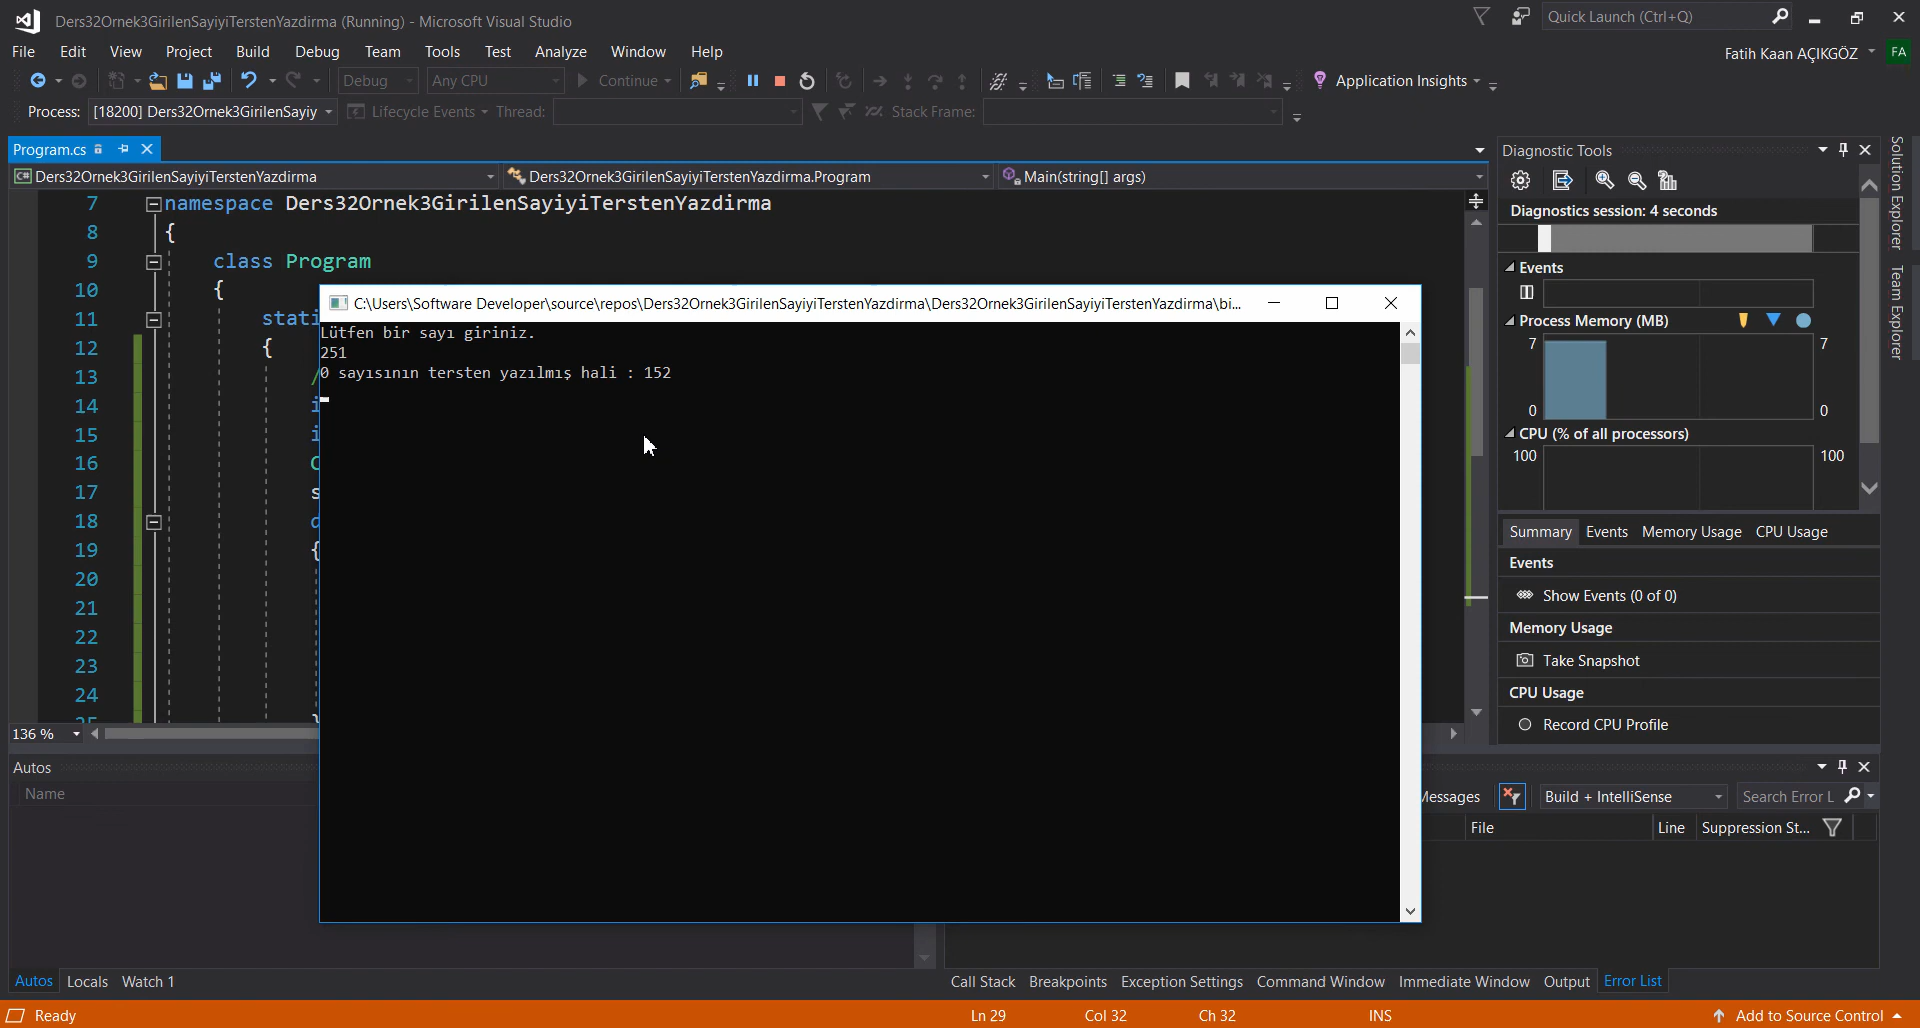 Ders32Ornek3GirilenSayiyiTerstenYazdirma (Running) - Microsoft Visual Studio
Quick Launch (Ctrl+Q)
File Edit View Project Build Debug Team Tools Test Analyze Window Help
Fatih Kaan AÇIKGÖZ FA
Debug Any CPU Continue Application Insights
Process: [18200] Ders32Ornek3GirilenSayiy Lifecycle Events Thread: Stack Frame:
Program.cs
Ders32Ornek3GirilenSayiyiTerstenYazdirma Ders32Ornek3GirilenSayiyiTerstenYazdirma.Program Main(string[] args)
7 namespace Ders32Ornek3GirilenSayiyiTerstenYazdirma
8 {
9 class Program
10 {
11 stati
12 {
13 /
14 i
15 i
16 C
17 s
18 d
19 {
20
21
22
23
24
25 }
C:\Users\Software Developer\source\repos\Ders32Ornek3GirilenSayiyiTerstenYazdirma\Ders32Ornek3GirilenSayiyiTerstenYazdirma\bi...
Lütfen bir sayı giriniz.
251
0 sayısının tersten yazılmış hali : 152
136 %
Autos
Name
Autos Locals Watch 1
Diagnostic Tools
Diagnostics session: 4 seconds
Events
Process Memory (MB)
7 7
0 0
CPU (% of all processors)
100 100
Summary Events Memory Usage CPU Usage
Events
Show Events (0 of 0)
Memory Usage
Take Snapshot
CPU Usage
Record CPU Profile
Solution Explorer
Team Explorer
Messages Build + IntelliSense Search Error L
File Line Suppression St...
Call Stack Breakpoints Exception Settings Command Window Immediate Window Output Error List
Ready Ln 29 Col 32 Ch 32 INS Add to Source Control